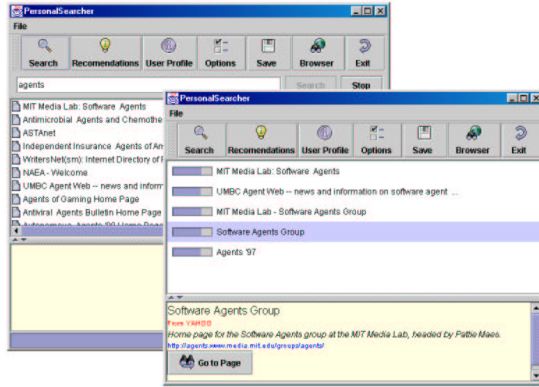 PersonalSearcher
File
Search Recomendations User Profile Options Save Browser Exit
agents
Search Stop
MIT Media Lab: Software Agents
Antimicrobial Agents and Chemothe
ASTAnet
Independent Insurance Agents of Am
WritersNet(sm): Internet Directory of
NAEA - Welcome
UMBC Agent Web -- news and inform
Agents of Gaming Home Page
Antiviral Agents Bulletin Home Page
Autonomous Agents '99 Home Page
PersonalSearcher
File
Search Recomendations User Profile Options Save Browser Exit
MIT Media Lab: Software Agents
UMBC Agent Web -- news and information on software agent ...
MIT Media Lab - Software Agents Group
Software Agents Group
Agents '97
Software Agents Group
From YAHOO
Home page for the Software Agents group at the MIT Media Lab, headed by Pattie Maes.
http://agents.www.media.mit.edu/groups/agents/
Go to Page